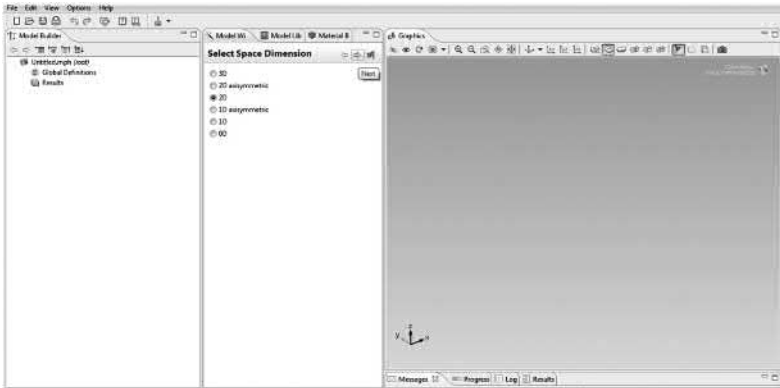 File Edit View Options Help
Model Builder
Untitled.mph (root)
Global Definitions
Results
Model Wi
Model Lib
Material B
Select Space Dimension
Next
3D
2D axisymmetric
2D
1D axisymmetric
1D
0D
Graphics
y z x
Messages
Progress
Log
Results